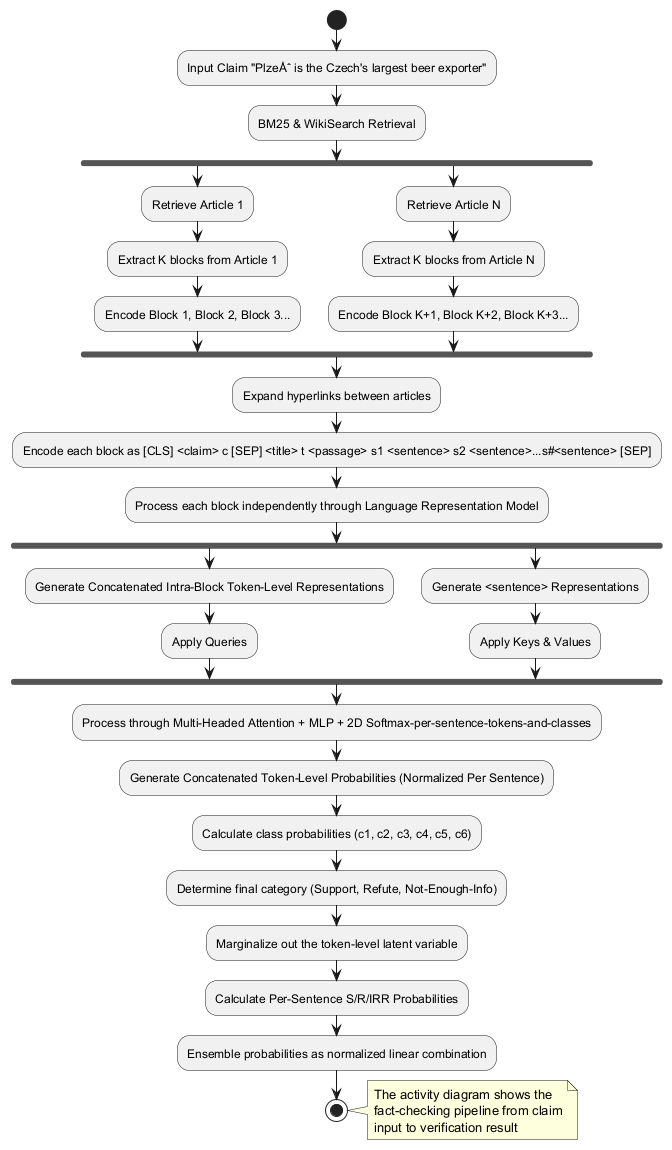 Input Claim "PlzeÅˆ is the Czech's largest beer exporter"
BM25 & WikiSearch Retrieval
Retrieve Article 1
Retrieve Article N
Extract K blocks from Article 1
Extract K blocks from Article N
Encode Block 1, Block 2, Block 3...
Encode Block K+1, Block K+2, Block K+3...
Expand hyperlinks between articles
Encode each block as [CLS] <claim> c [SEP] <title> t <passage> s1 <sentence> s2 <sentence>...s#<sentence> [SEP]
Process each block independently through Language Representation Model
Generate Concatenated Intra-Block Token-Level Representations
Generate <sentence> Representations
Apply Queries
Apply Keys & Values
Process through Multi-Headed Attention + MLP + 2D Softmax-per-sentence-tokens-and-classes
Generate Concatenated Token-Level Probabilities (Normalized Per Sentence)
Calculate class probabilities (c1, c2, c3, c4, c5, c6)
Determine final category (Support, Refute, Not-Enough-Info)
Marginalize out the token-level latent variable
Calculate Per-Sentence S/R/IRR Probabilities
Ensemble probabilities as normalized linear combination
The activity diagram shows the
fact-checking pipeline from claim
input to verification result